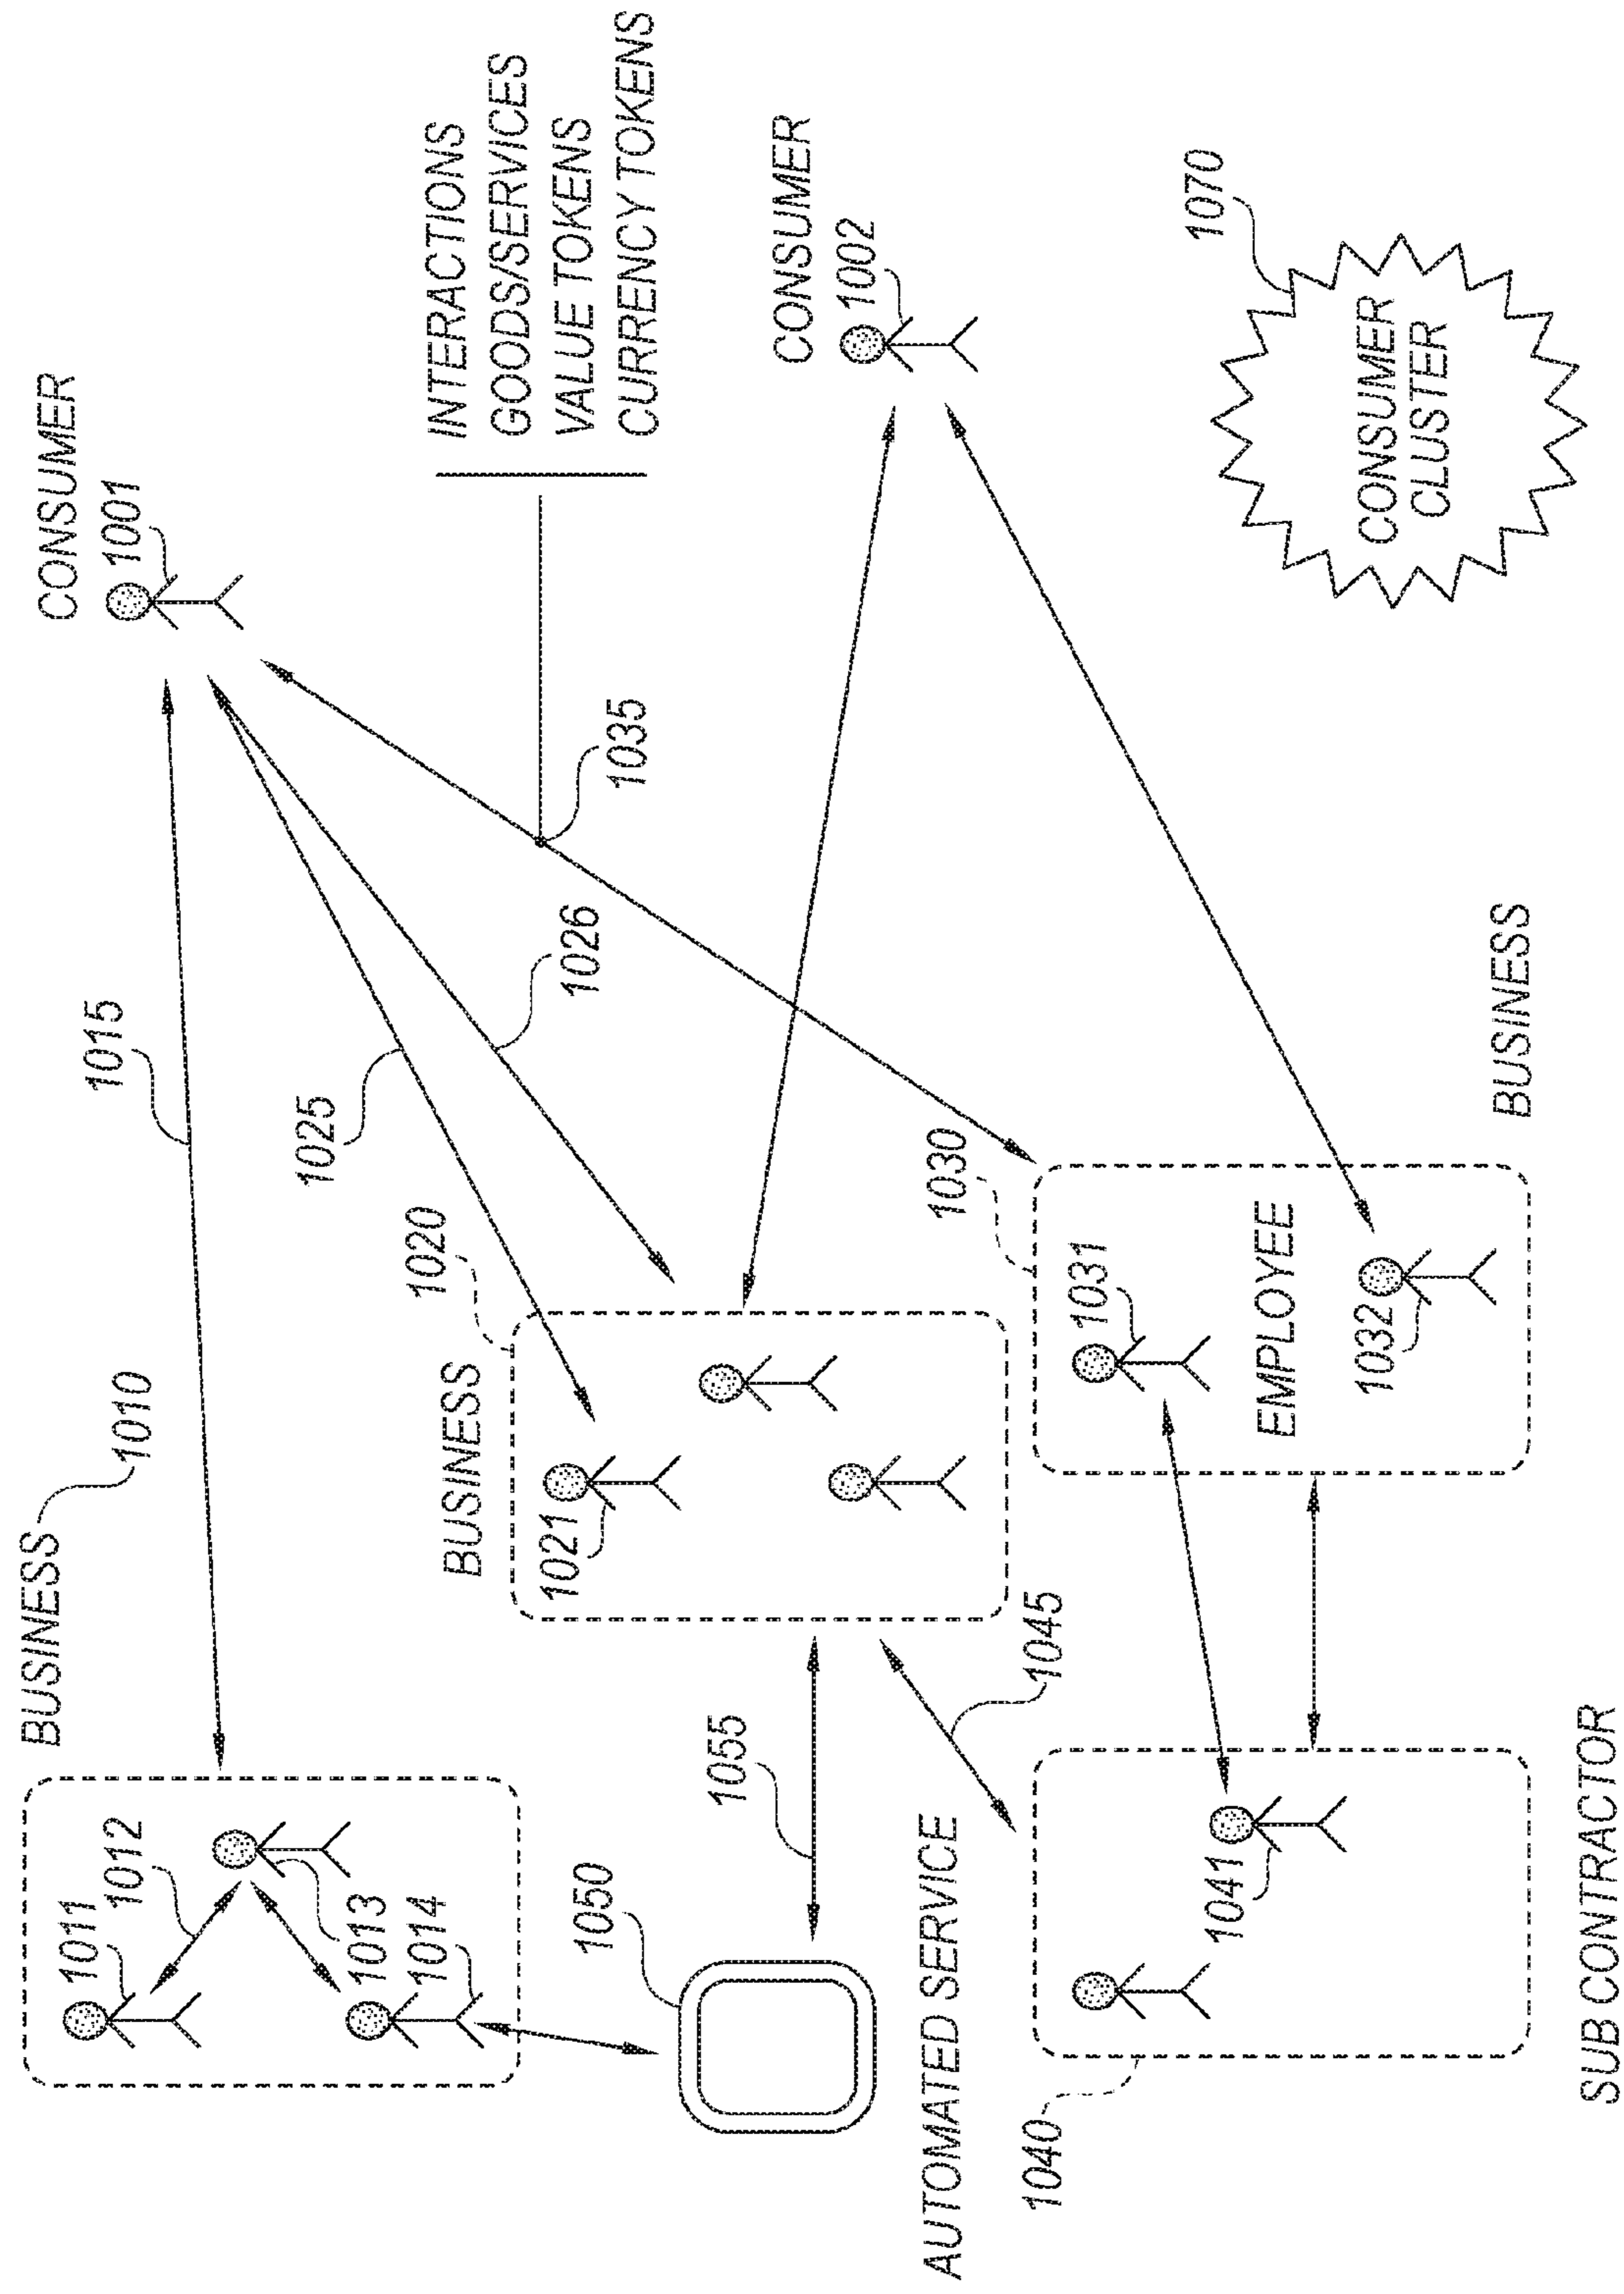 BUSINESS
1010
1011
1012
1013
1014
1015
CONSUMER
1001
1025
1026
1020
BUSINESS
1021
INTERACTIONS
GOODS/SERVICES
VALUE TOKENS
CURRENCY TOKENS
1035
1050
1055
AUTOMATED SERVICE
1045
CONSUMER
1002
1030
1031
EMPLOYEE
1032
BUSINESS
1040
1041
SUB CONTRACTOR
1070
CONSUMER
CLUSTER